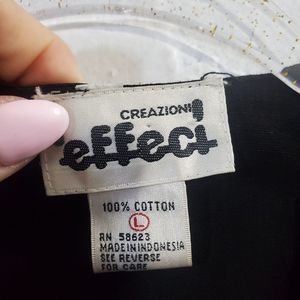 CREAZIONI
effeci
100% COTTON
L
RN 58623
MADE IN INDONESIA
SEE REVERSE
FOR CARE